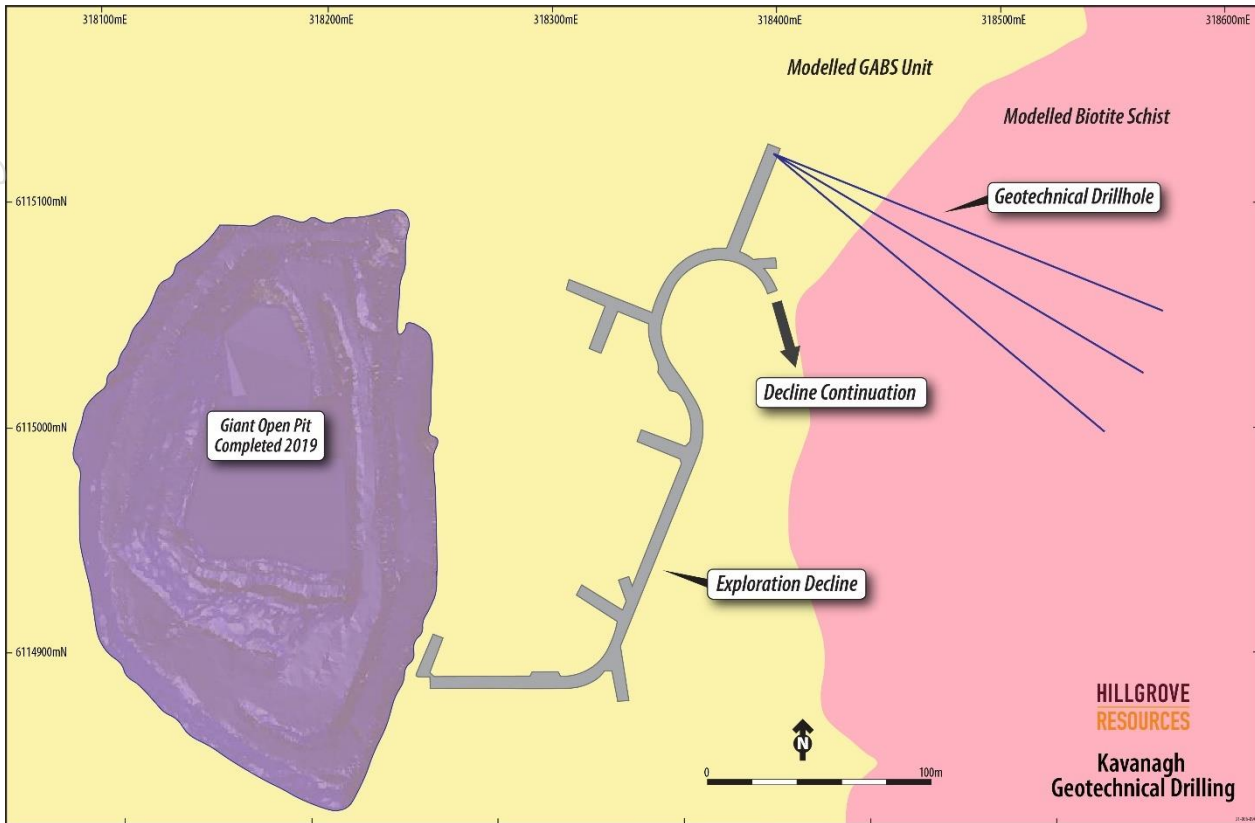 318100mE 318200mE 318300mE 318400mE 318500mE 318600mE
Modelled GABS Unit
Modelled Biotite Schist
6115100mN
Geotechnical Drillhole
Decline Continuation
Giant Open Pit
Completed 2019
6115000mN
Exploration Decline
6114900mN
N
0 100m
HILLGROVE
RESOURCES
Kavanagh
Geotechnical Drilling